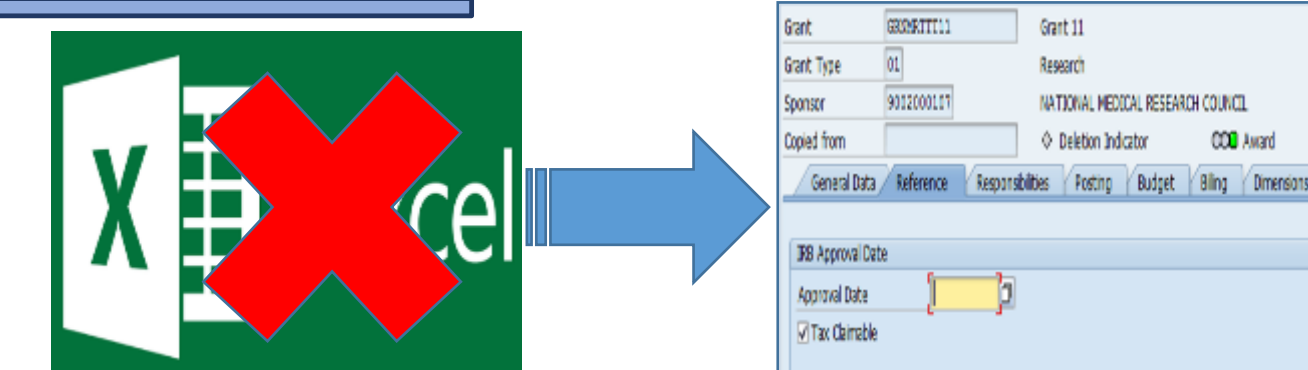 X
cel
Grant Grant 11
Grant Type 01 Research
Sponsor 9002000107 NATIONAL MEDICAL RESEARCH COUNCIL
Copied from Deletion Indicator Award
General Data Reference Responsibilities Posting Budget Billing Dimensions
IRB Approval Date
Approval Date
Tax Claimable